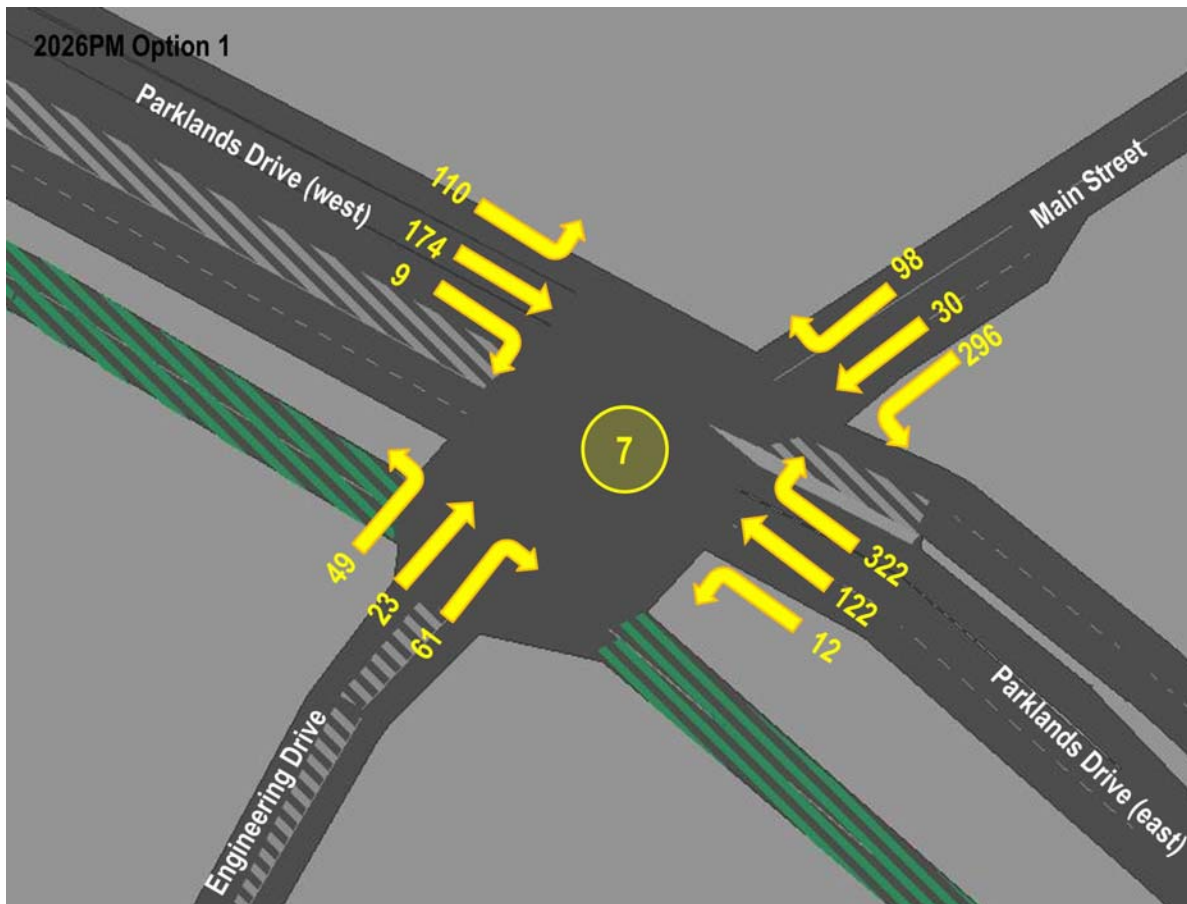 2026PM Option 1
Parklands Drive (west)
110
174
9
Main Street
98
30
296
7
49
23
61
322
122
12
Engineering Drive
Parklands Drive (east)